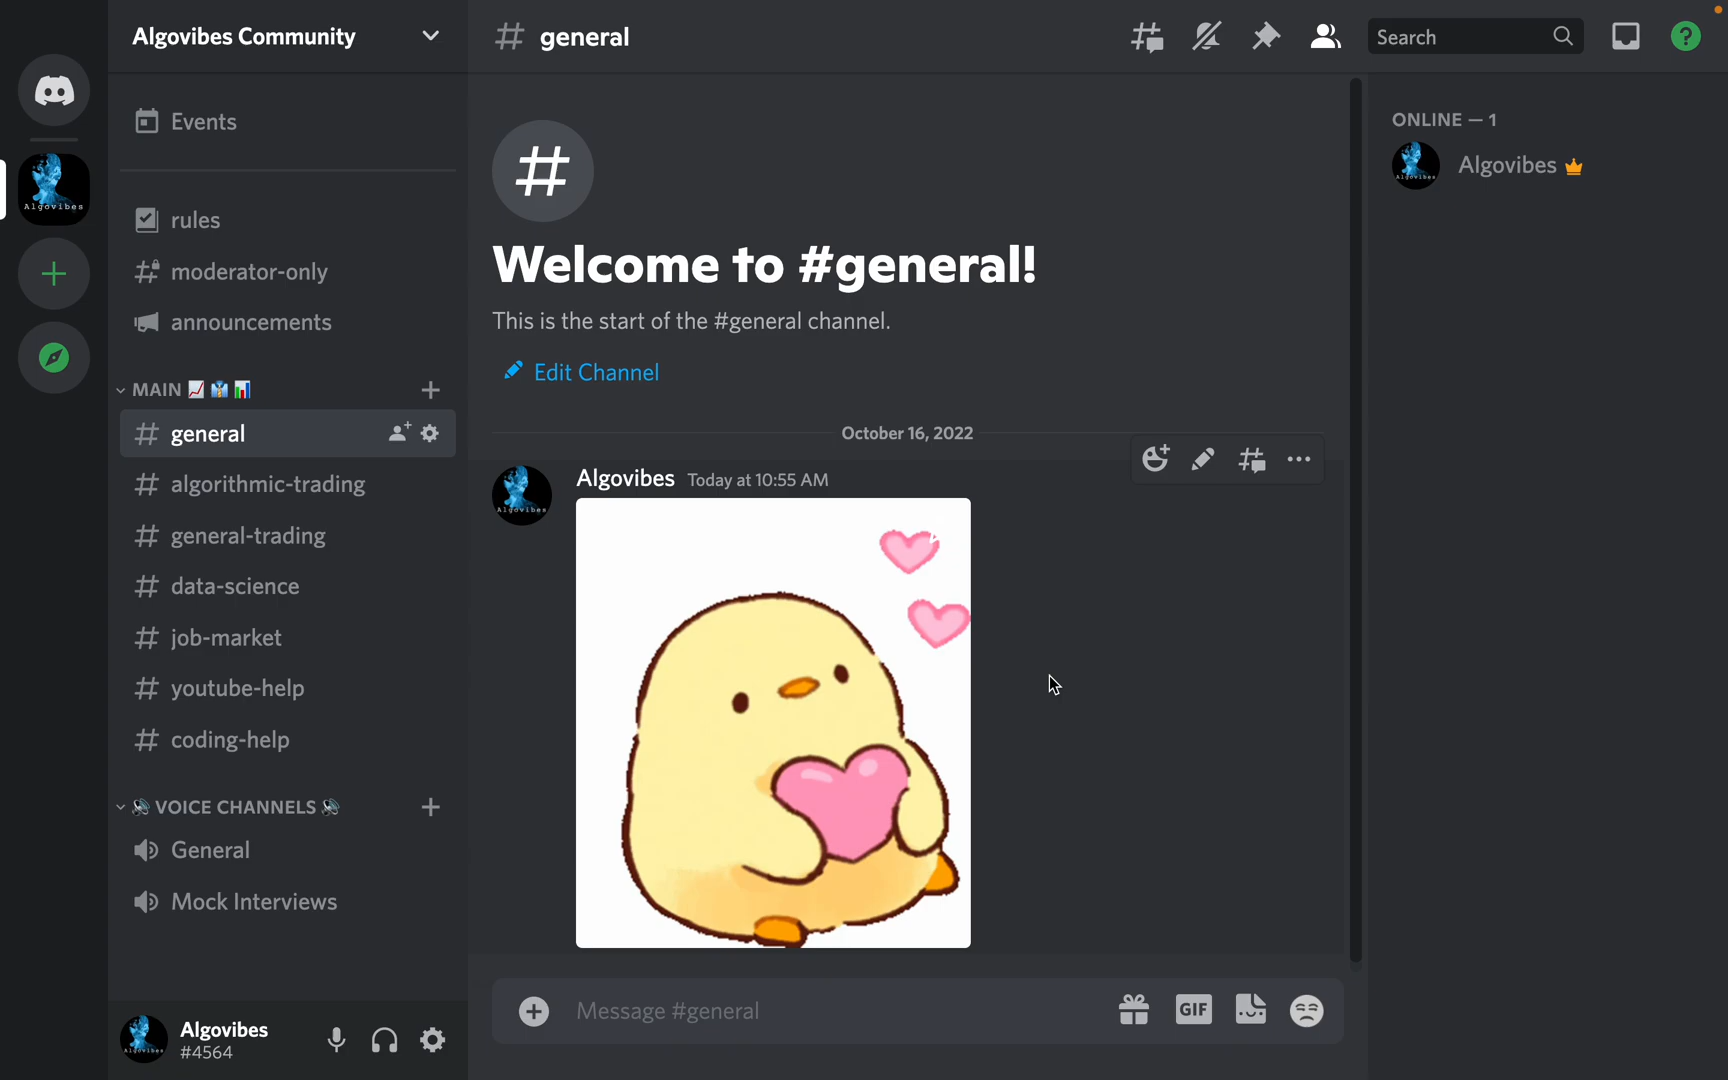 Algovibes Community
Events
rules
moderator-only
announcements
MAIN 📈 👔 📊
general
algorithmic-trading
general-trading
data-science
job-market
youtube-help
coding-help
🔊 VOICE CHANNELS 🔊
General
Mock Interviews
Algovibes
#4564
Algovibes
# general
Search
?
#
Welcome to #general!
This is the start of the #general channel.
Edit Channel
October 16, 2022
Algovibes Today at 10:55 AM
Algovibes
Message #general
GIF
ONLINE — 1
Algovibes
Algovibes